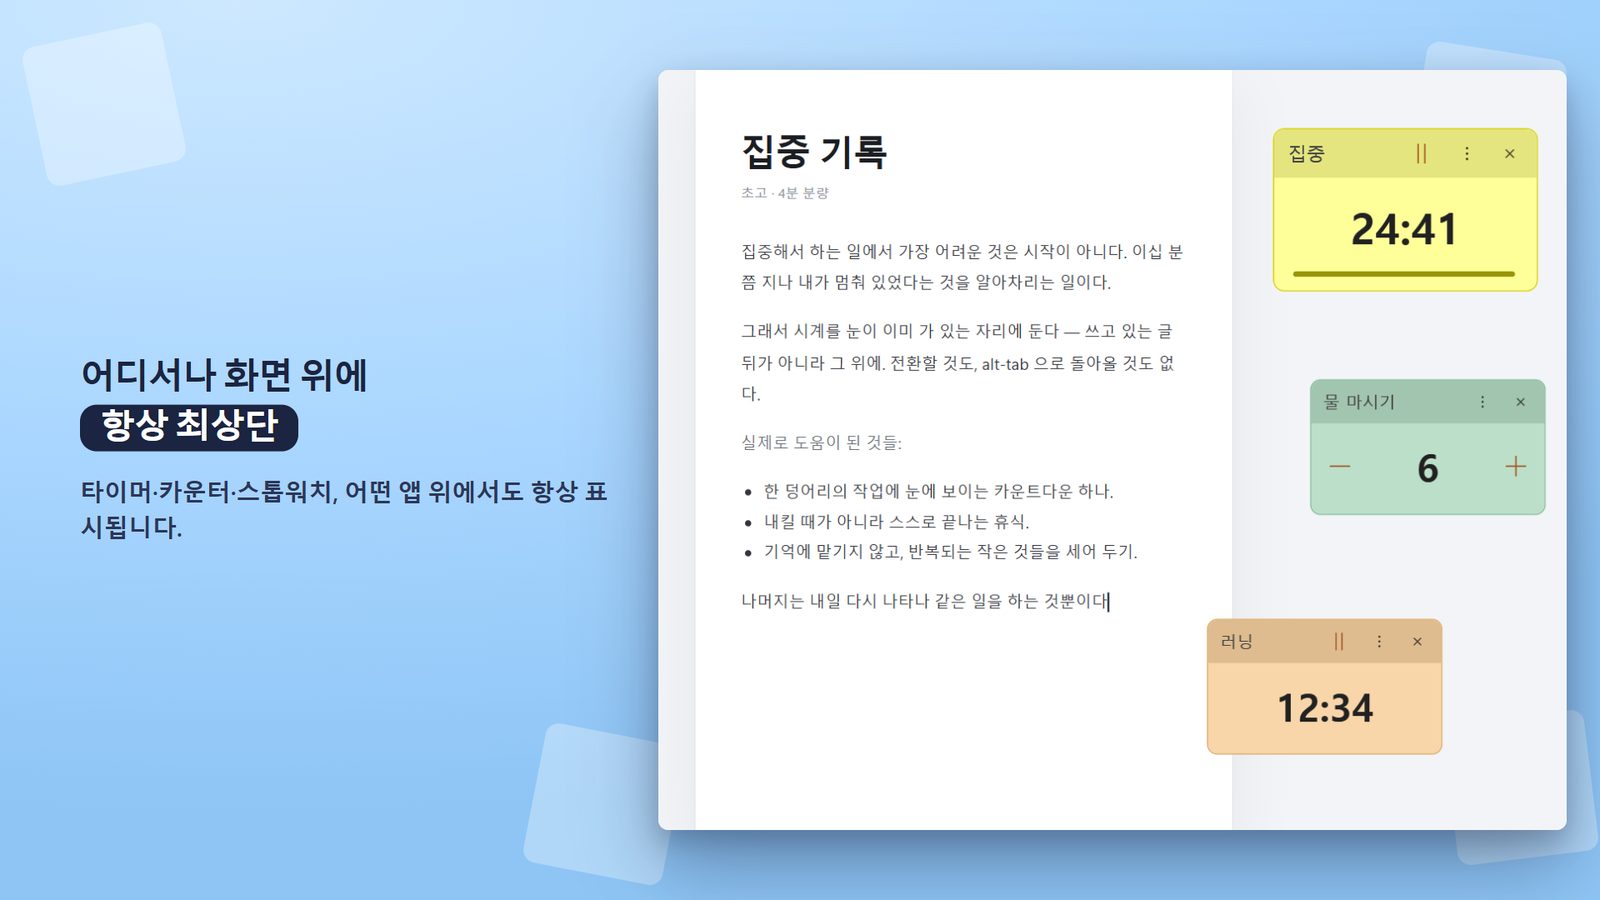 어디서나 화면 위에
항상 최상단
타이머·카운터·스톱워치, 어떤 앱 위에서도 항상 표
시됩니다.
집중 기록
초고 · 4분 분량
집중해서 하는 일에서 가장 어려운 것은 시작이 아니다. 이십 분
쯤 지나 내가 멈춰 있었다는 것을 알아차리는 일이다.
그래서 시계를 눈이 이미 가 있는 자리에 둔다 — 쓰고 있는 글
뒤가 아니라 그 위에. 전환할 것도, alt-tab 으로 돌아올 것도 없
다.
실제로 도움이 된 것들:
• 한 덩어리의 작업에 눈에 보이는 카운트다운 하나.
• 내킬 때가 아니라 스스로 끝나는 휴식.
• 기억에 맡기지 않고, 반복되는 작은 것들을 세어 두기.
나머지는 내일 다시 나타나 같은 일을 하는 것뿐이다
집중
24:41
물 마시기
6
러닝
12:34